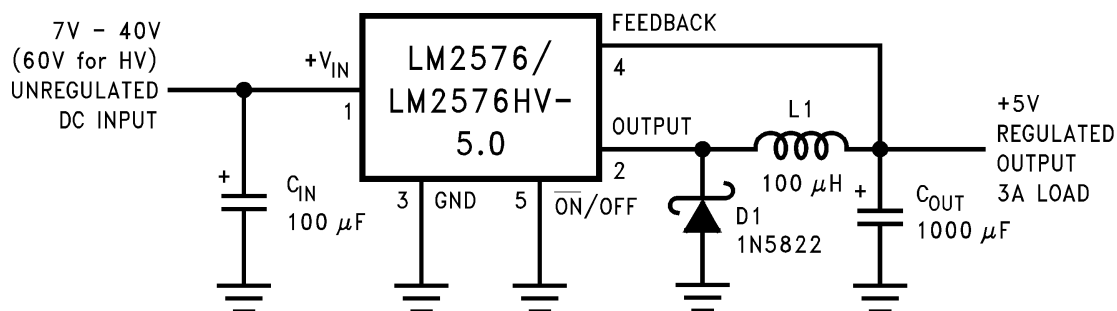 7V - 40V
(60V for HV)
UNREGULATED
DC INPUT
+VIN
1
CIN
100 μF
+
LM2576/
LM2576HV-
5.0
3
GND
5
ON/OFF
FEEDBACK
4
OUTPUT
2
L1
100 μH
D1
1N5822
+
COUT
1000 μF
+5V
REGULATED
OUTPUT
3A LOAD